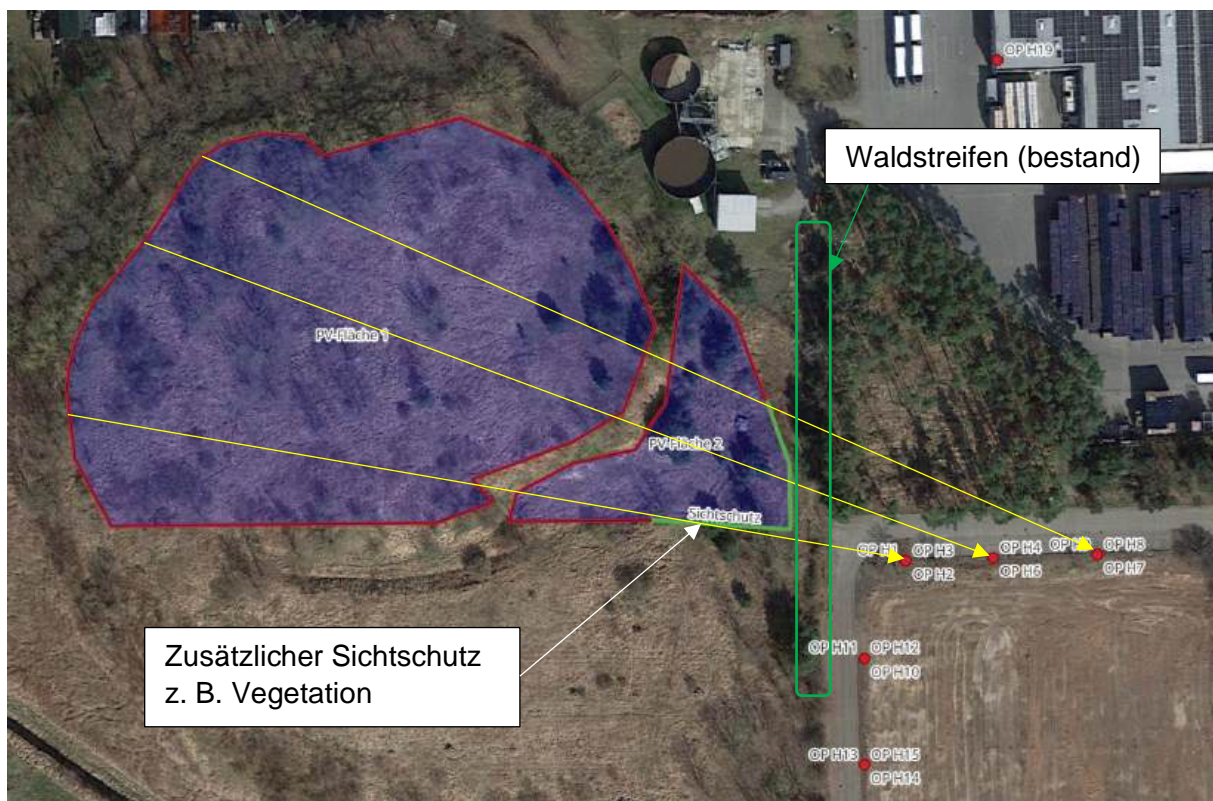 OP H19
Waldstreifen (bestand)
PV-Fläche 1
PV-Fläche 2
Sichtschutz
OP H1 OP H3
OP H2
OP H4
OP H6
OP H8
OP H7
Zusätzlicher Sichtschutz
z. B. Vegetation
OP H11 OP H12
OP H10
OP H13 OP H15
OP H14